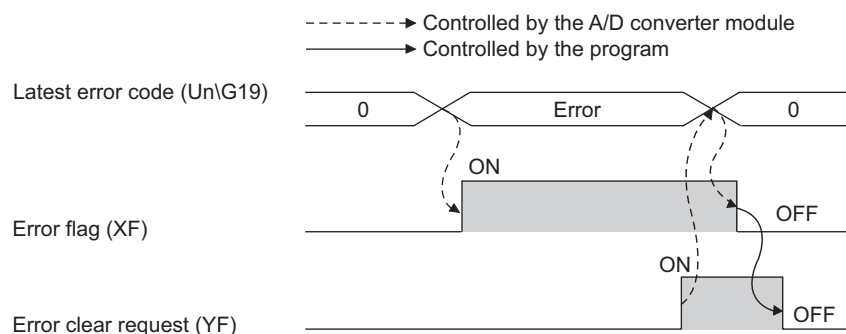 Controlled by the A/D converter module
Controlled by the program
Latest error code (Un\G19)
0
Error
0
ON
Error flag (XF)
OFF
ON
Error clear request (YF)
OFF